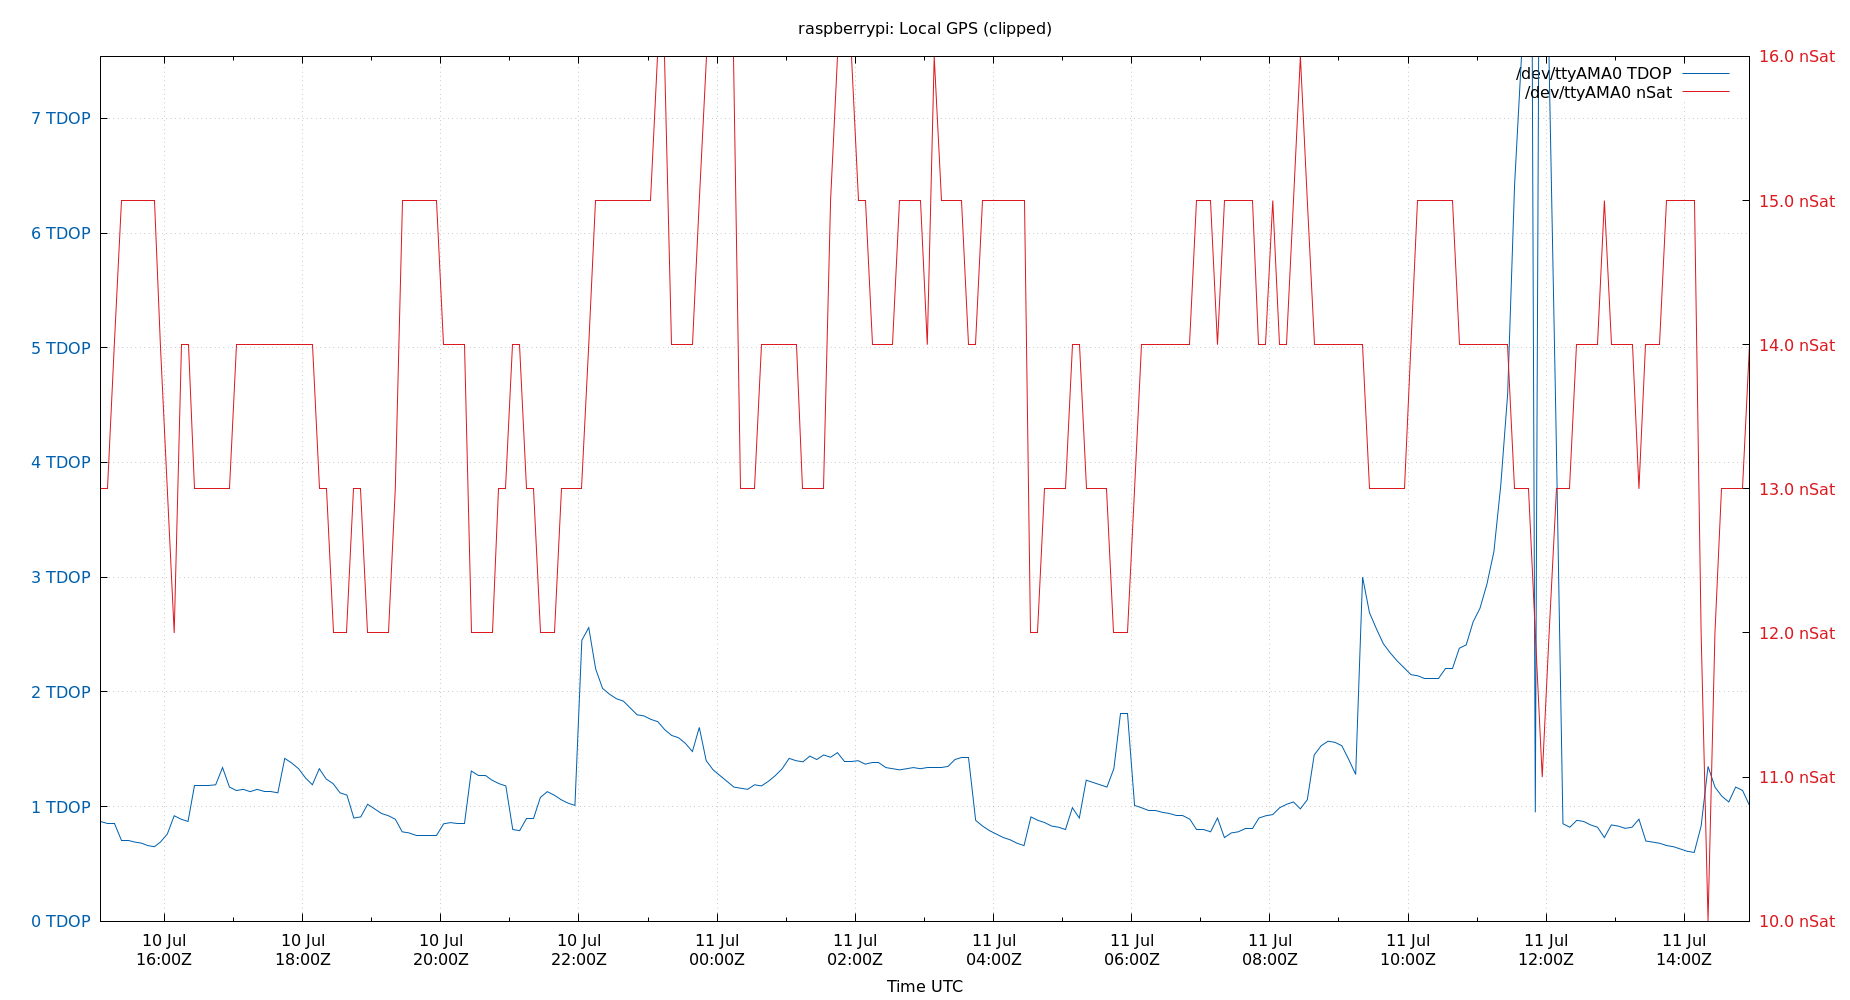 raspberrypi: Local GPS (clipped)
16.0 nSat
/dev/ttyAMA0 TDOP
/dev/ttyAMA0 nSat
7 TDOP
15.0 nSat
6 TDOP
5 TDOP
14.0 nSat
4 TDOP
13.0 nSat
3 TDOP
12.0 nSat
2 TDOP
11.0 nSat
1 TDOP
0 TDOP
10.0 nSat
10 Jul 10 Jul 10 Jul 10 Jul 11 Jul 11 Jul 11 Jul 11 Jul 11 Jul 11 Jul 11 Jul 11 Jul
16:00Z 18:00Z 20:00Z 22:00Z 00:00Z 02:00Z 04:00Z 06:00Z 08:00Z 10:00Z 12:00Z 14:00Z
Time UTC